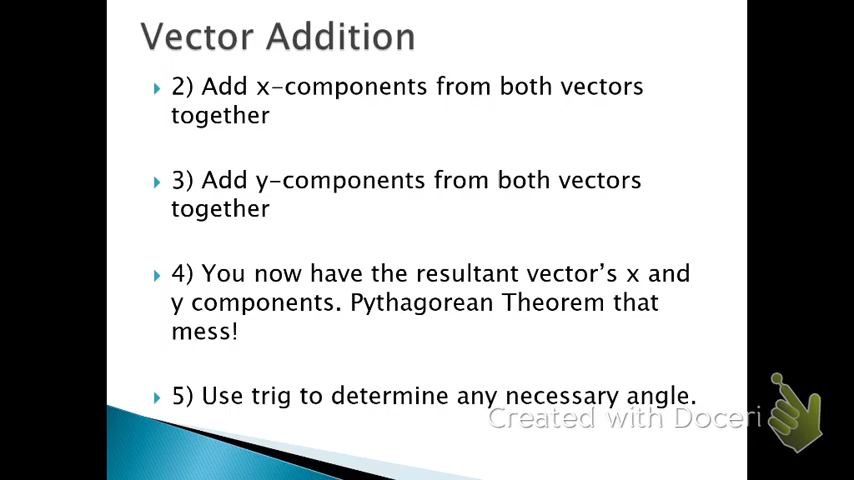 Vector Addition
2) Add x-components from both vectors
together
3) Add y-components from both vectors
together
4) You now have the resultant vector's x and
y components. Pythagorean Theorem that
mess!
5) Use trig to determine any necessary angle.
Created with Doceri